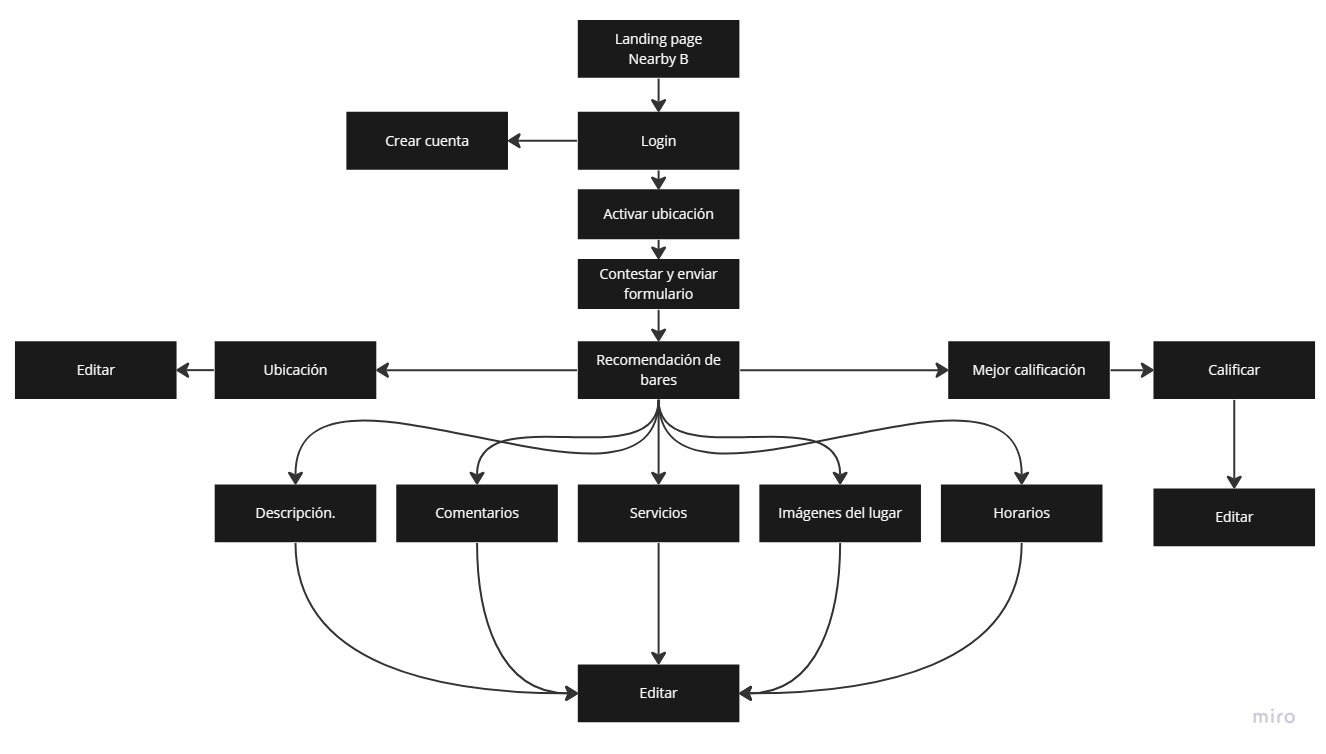 Landing page
Nearby B
Crear cuenta
Login
Activar ubicación
Contestar y enviar
formulario
Editar
Ubicación
Recomendación de
bares
Mejor calificación
Calificar
Descripción.
Comentarios
Servicios
Imágenes del lugar
Horarios
Editar
Editar
miro